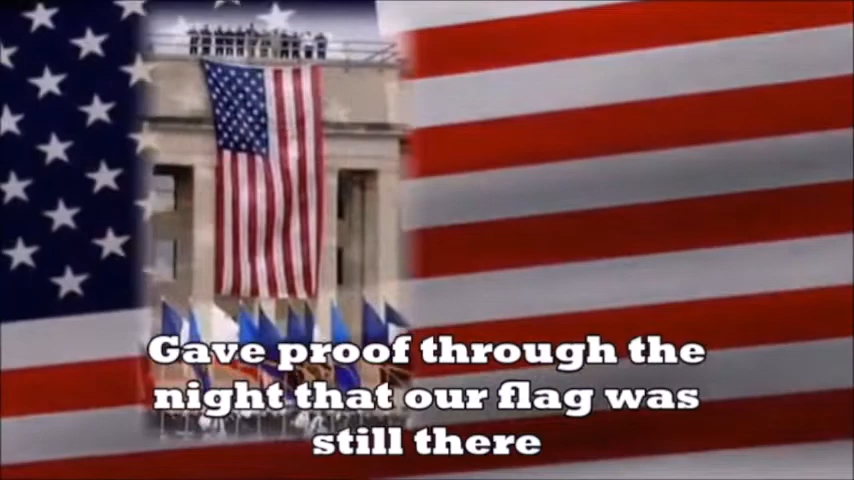 Gave proof through the
night that our flag was
still there